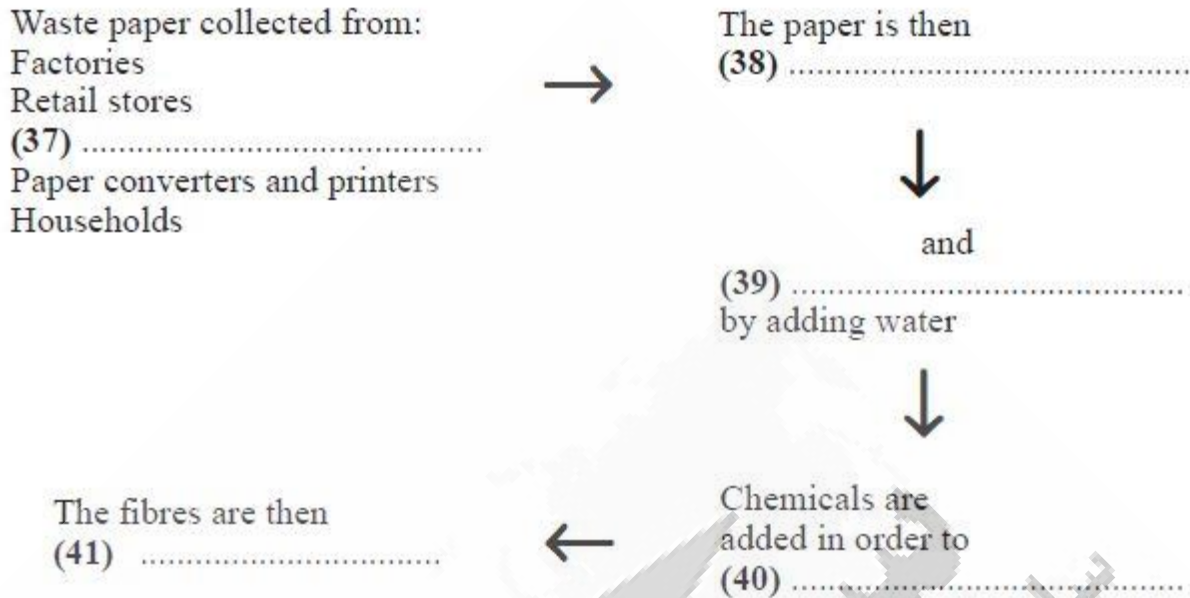 Waste paper collected from:
Factories
Retail stores
(37) ............................................
Paper converters and printers
Households
The paper is then
(38) ............................................
and
(39) ............................................
by adding water
Chemicals are
added in order to
(40) ............................................
The fibres are then
(41) .................................